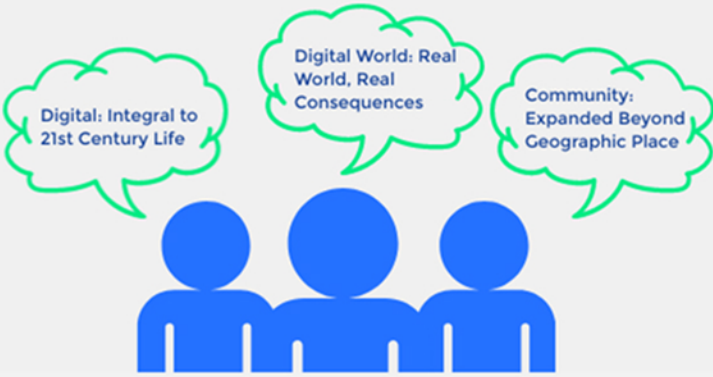 Digital: Integral to
21st Century Life
Digital World: Real
World, Real
Consequences
Community:
Expanded Beyond
Geographic Place